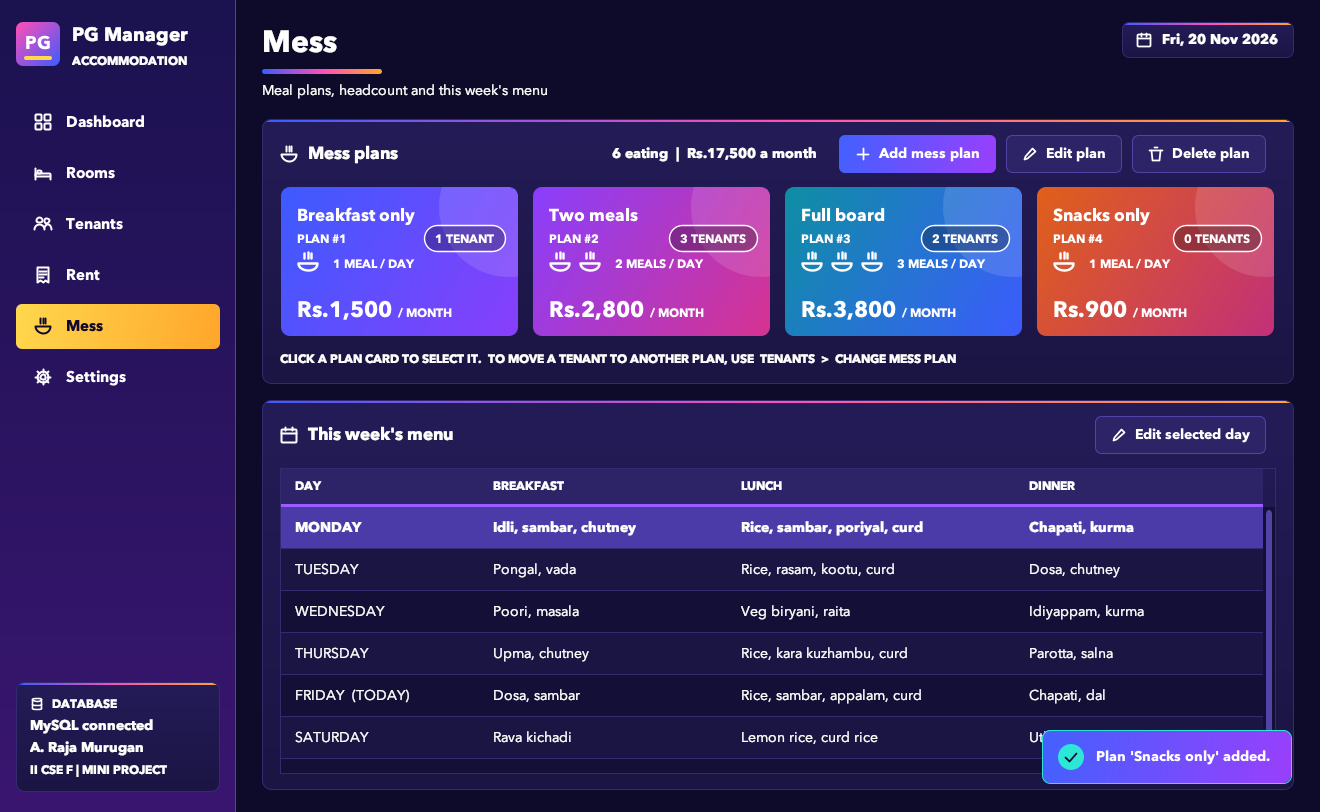 PG
PG Manager
ACCOMMODATION
Dashboard
Rooms
Tenants
Rent
Mess
Settings
DATABASE
MySQL connected
A. Raja Murugan
II CSE F | MINI PROJECT
Mess
Meal plans, headcount and this week's menu
Fri, 20 Nov 2026
Mess plans
6 eating | Rs.17,500 a month
Add mess plan
Edit plan
Delete plan
Breakfast only
PLAN #1
1 TENANT
1 MEAL / DAY
Rs.1,500 / MONTH
Two meals
PLAN #2
3 TENANTS
2 MEALS / DAY
Rs.2,800 / MONTH
Full board
PLAN #3
2 TENANTS
3 MEALS / DAY
Rs.3,800 / MONTH
Snacks only
PLAN #4
0 TENANTS
1 MEAL / DAY
Rs.900 / MONTH
CLICK A PLAN CARD TO SELECT IT. TO MOVE A TENANT TO ANOTHER PLAN, USE TENANTS > CHANGE MESS PLAN
This week's menu
Edit selected day
DAY BREAKFAST LUNCH DINNER
MONDAY Idli, sambar, chutney Rice, sambar, poriyal, curd Chapati, kurma
TUESDAY Pongal, vada Rice, rasam, kootu, curd Dosa, chutney
WEDNESDAY Poori, masala Veg biryani, raita Idiyappam, kurma
THURSDAY Upma, chutney Rice, kara kuzhambu, curd Parotta, salna
FRIDAY (TODAY) Dosa, sambar Rice, sambar, appalam, curd Chapati, dal
SATURDAY Rava kichadi Lemon rice, curd rice
Plan 'Snacks only' added.